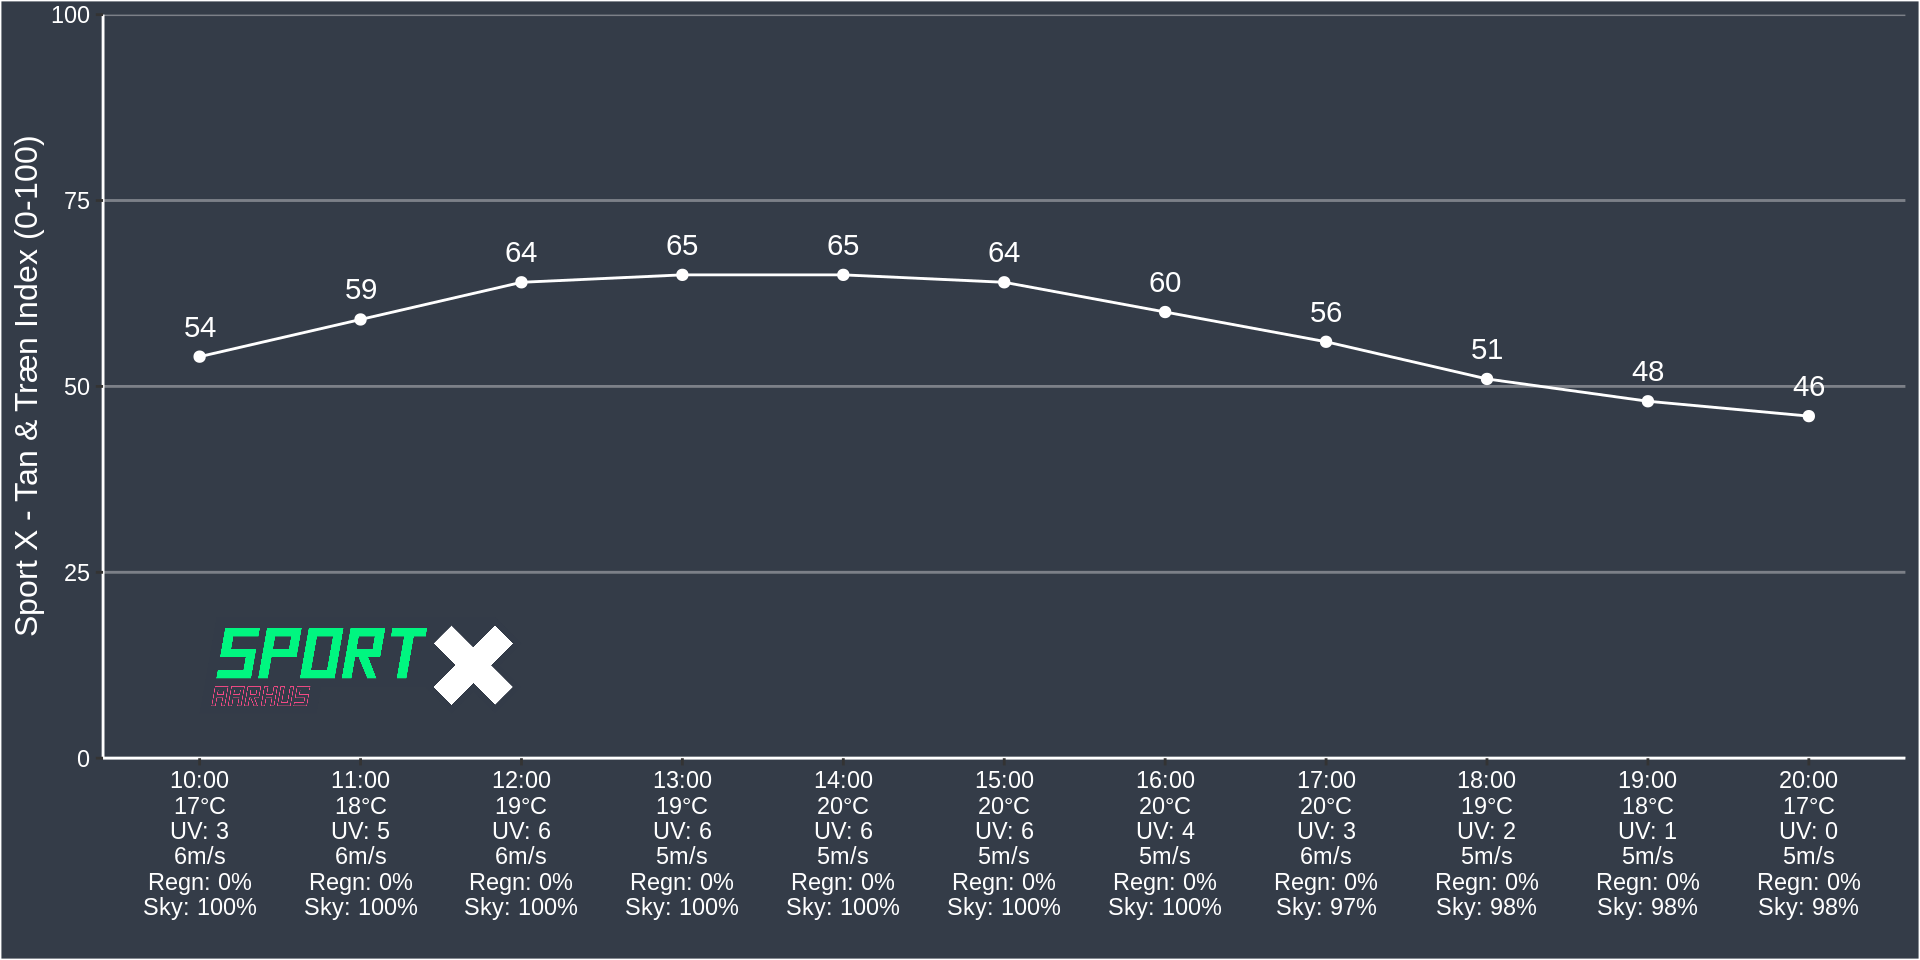 Sport X - Tan & Træn Index (0-100)
100
75
50
25
0
54
59
64
65
65
64
60
56
51
48
46
SPORT X
AARHUS
10:00 11:00 12:00 13:00 14:00 15:00 16:00 17:00 18:00 19:00 20:00
17°C 18°C 19°C 19°C 20°C 20°C 20°C 20°C 19°C 18°C 17°C
UV: 3 UV: 5 UV: 6 UV: 6 UV: 6 UV: 6 UV: 4 UV: 3 UV: 2 UV: 1 UV: 0
6m/s 6m/s 6m/s 5m/s 5m/s 5m/s 5m/s 6m/s 5m/s 5m/s 5m/s
Regn: 0% Regn: 0% Regn: 0% Regn: 0% Regn: 0% Regn: 0% Regn: 0% Regn: 0% Regn: 0% Regn: 0% Regn: 0%
Sky: 100% Sky: 100% Sky: 100% Sky: 100% Sky: 100% Sky: 100% Sky: 100% Sky: 97% Sky: 98% Sky: 98% Sky: 98%